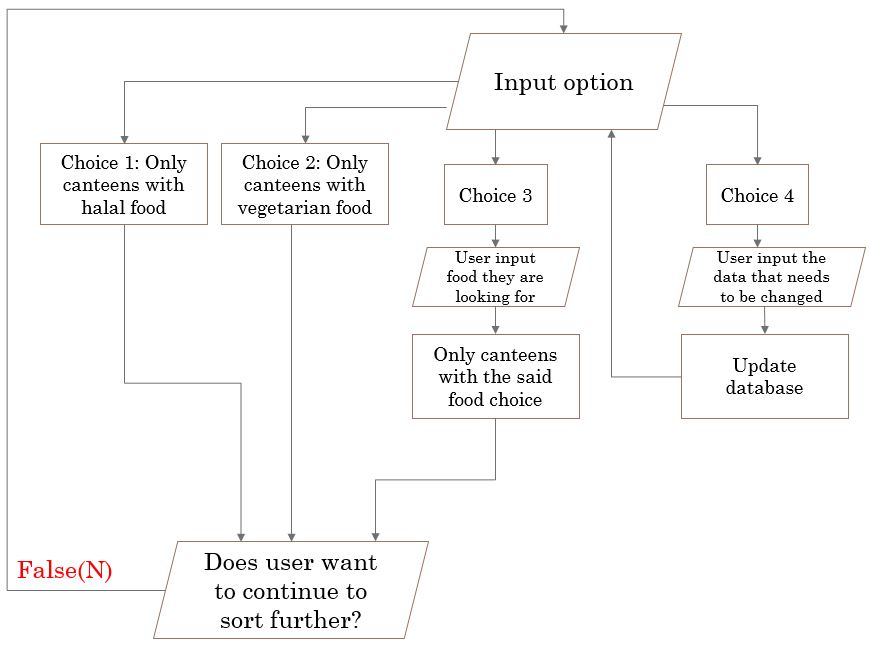 Input option
Choice 1: Only
canteens with
halal food
Choice 2: Only
canteens with
vegetarian food
Choice 3
Choice 4
User input
food they are
looking for
User input the
data that needs
to be changed
Only canteens
with the said
food choice
Update
database
False(N)
Does user want
to continue to
sort further?